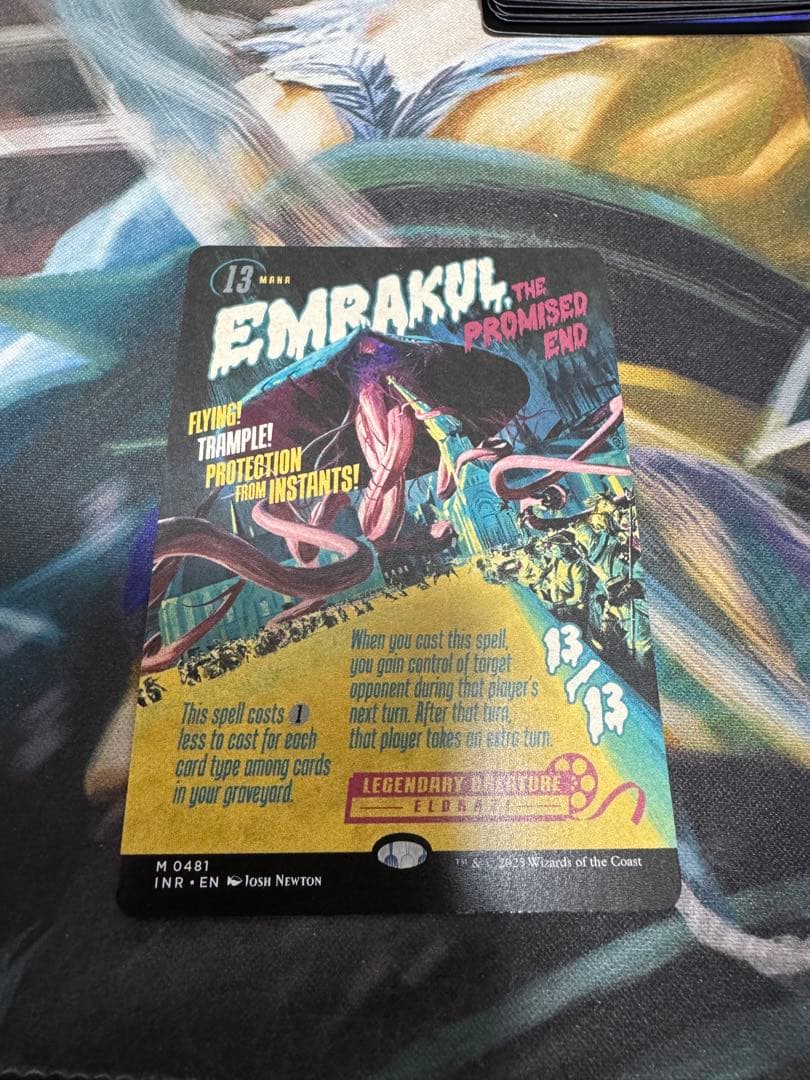 13 MANA
EMRAKUL,
THE
PROMISED
END
FLYING!
TRAMPLE!
PROTECTION
FROM INSTANTS!
This spell costs 1
less to cast for each
card type among cards
in your graveyard.
When you cast this spell,
you gain control of target
opponent during that player's
next turn. After that turn,
that player takes an extra turn.
13/13
LEGENDARY CREATURE
ELDRAZI
M 0481
INR • EN Josh Newton
™ & © 2025 Wizards of the Coast